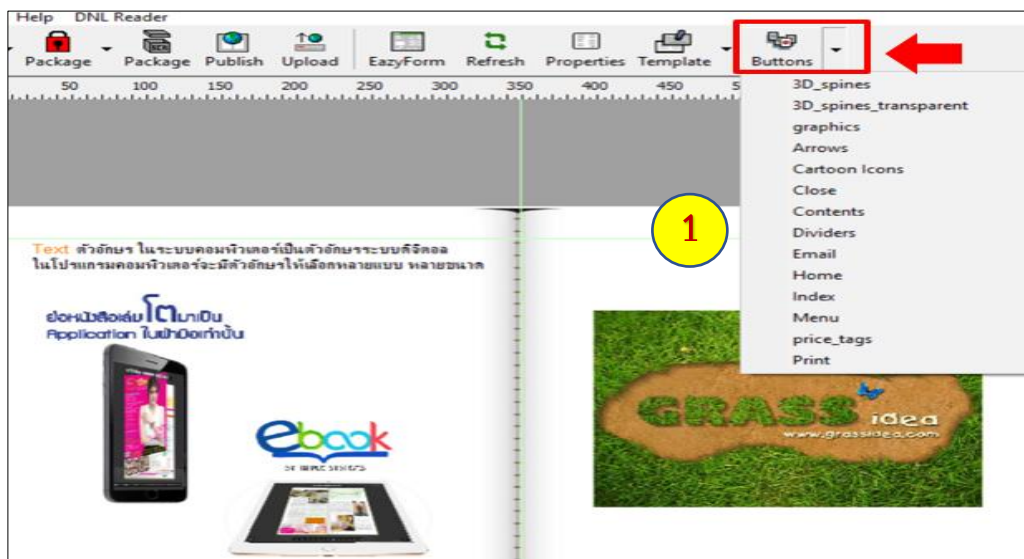 Help DNL Reader
Package Package Publish Upload EazyForm Refresh Properties Template Buttons
50 100 150 200 250 300 350 400 450
3D_spines
3D_spines_transparent
graphics
Arrows
Cartoon Icons
Close
Contents
Dividers
Email
Home
Index
Menu
price_tags
Print
1
Text ตัวอักษร ในระบบคอมพิวเตอร์เป็นตัวอักษรระบบดิจิตอล
ในโปรแกรมคอมพิวเตอร์จะมีตัวอักษรให้เลือกหลายแบบ หลายขนาด
ย่อหนังสือเล่มโตมาเป็น
Application ในฝ่ามือเท่านั้น
ebook
GRASS idea
www.grassidea.com